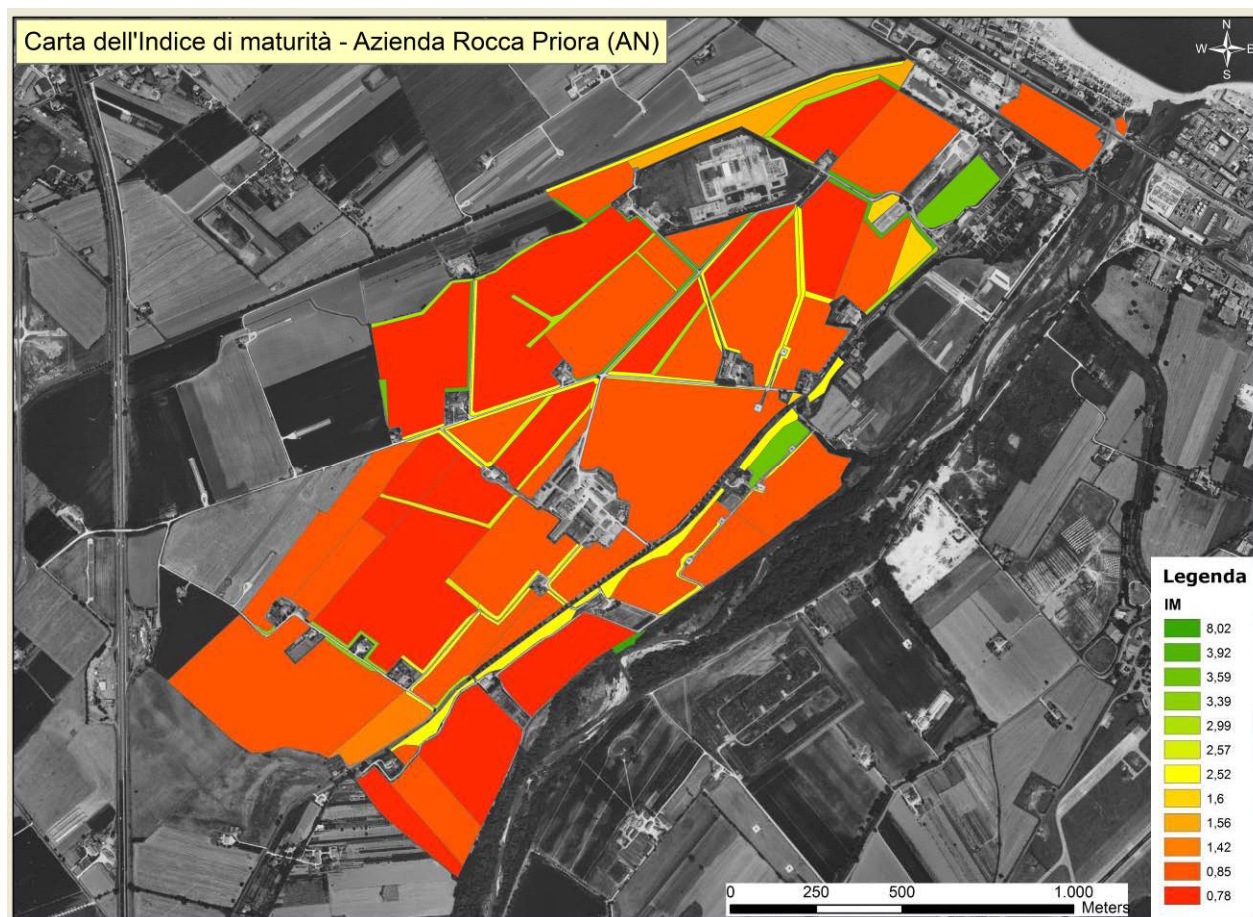 Carta dell'Indice di maturità - Azienda Rocca Priora (AN)
N
W E
S
Legenda
IM
8,02
3,92
3,59
3,39
2,99
2,57
2,52
1,6
1,56
1,42
0,85
0,78
0 250 500 1.000
Meters